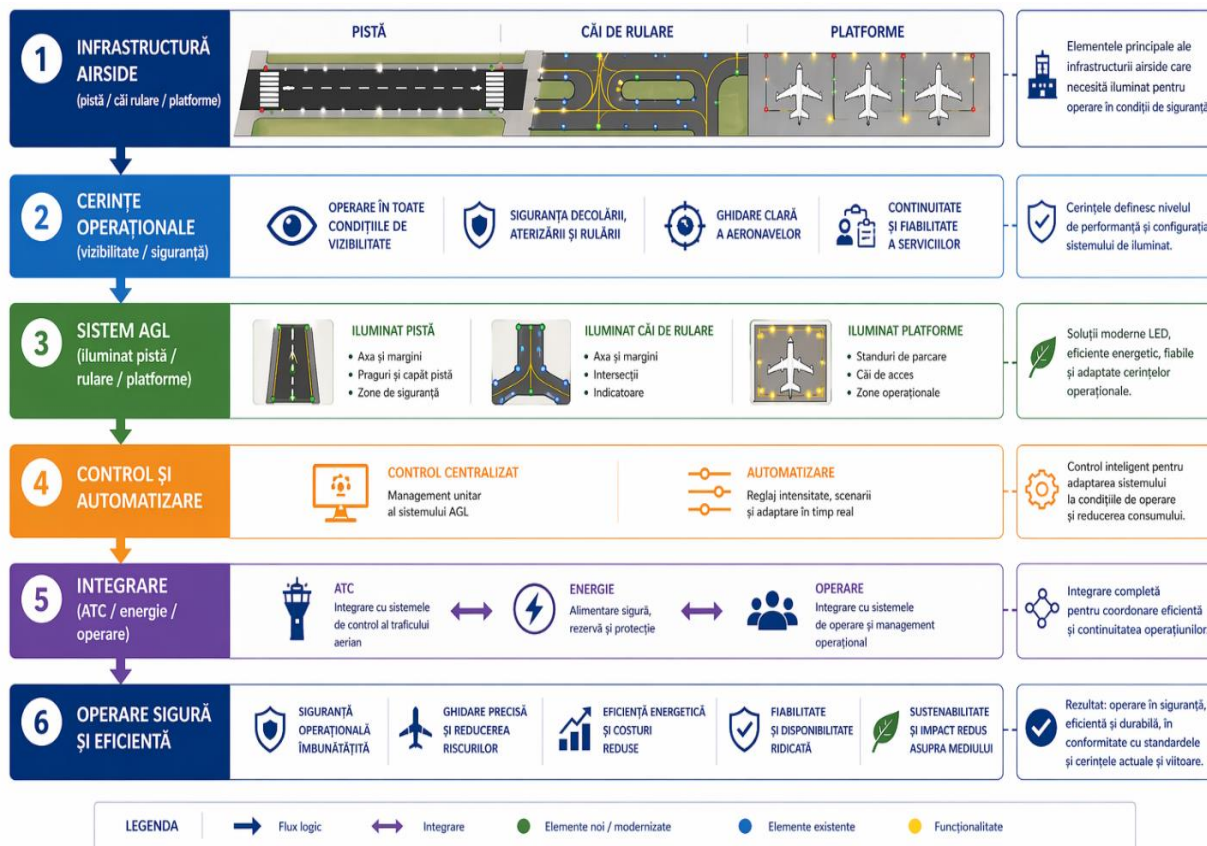 PISTĂ
CĂI DE RULARE
PLATFORME
1
INFRASTRUCTURĂ
AIRSIDE
(pistă / căi rulare / platforme)
Elementele principale ale
infrastructurii airside care
necesită iluminat pentru
operare în condiții de siguranță
2
CERINȚE
OPERAȚIONALE
(vizibilitate / siguranță)
OPERARE ÎN TOATE
CONDIȚIILE DE
VIZIBILITATE
SIGURANȚA DECOLĂRII,
ATERIZĂRII ȘI RULĂRII
GHIDARE CLARĂ
A AERONAVELOR
CONTINUITATE
ȘI FIABILITATE
A SERVICIILOR
Cerințele definesc nivelul
de performanță și configurația
sistemului de iluminat.
3
SISTEM AGL
(iluminat pistă /
rulare / platforme)
ILUMINAT PISTĂ
• Axa și margini
• Praguri și capăt pistă
• Zone de siguranță
ILUMINAT CĂI DE RULARE
• Axa și margini
• Intersecții
• Indicatoare
ILUMINAT PLATFORME
• Standuri de parcare
• Căi de acces
• Zone operaționale
Soluții moderne LED,
eficiente energetic, fiabile
și adaptate cerințelor
operaționale.
4
CONTROL ȘI
AUTOMATIZARE
CONTROL CENTRALIZAT
Management unitar
al sistemului AGL
AUTOMATIZARE
Reglaj intensitate, scenarii
și adaptare în timp real
Control inteligent pentru
adaptarea sistemului
la condițiile de operare
și reducerea consumului.
5
INTEGRARE
(ATC / energie /
operare)
ATC
Integrare cu sistemele
de control al traficului
aerian
ENERGIE
Alimentare sigură,
rezervă și protecție
OPERARE
Integrare cu sistemele
de operare și management
operațional
Integrare completă
pentru coordonare eficientă
și continuitatea operațiunilor.
6
OPERARE SIGURĂ
ȘI EFICIENTĂ
SIGURANȚĂ
OPERAȚIONALĂ
ÎMBUNĂTĂȚITĂ
GHIDARE PRECISĂ
ȘI REDUCEREA
RISCURILOR
EFICIENȚĂ ENERGETICĂ
ȘI COSTURI
REDUSE
FIABILITATE
ȘI DISPONIBILITATE
RIDICATĂ
SUSTENABILITATE
ȘI IMPACT REDUS
ASUPRA MEDIULUI
Rezultat: operare în siguranță,
eficientă și durabilă, în
conformitate cu standardele
și cerințele actuale și viitoare.
LEGENDA
Flux logic
Integrare
Elemente noi / modernizate
Elemente existente
Funcționalitate